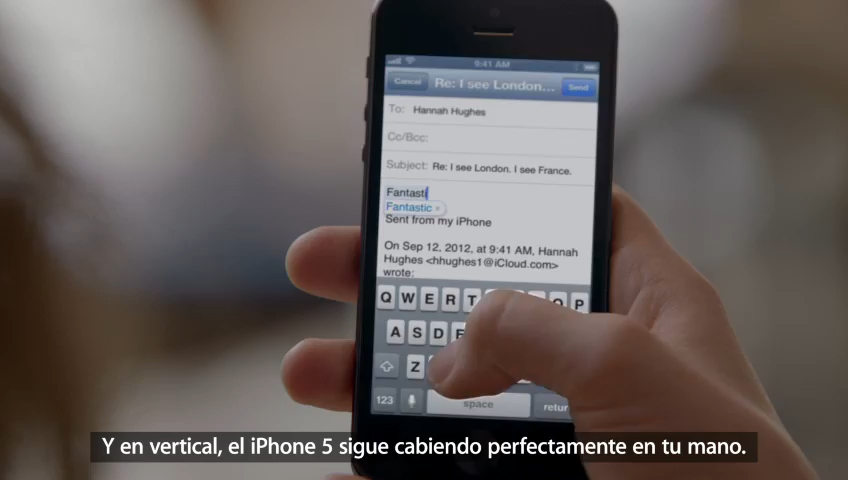 9:41 AM
Cancel
Re: I see London...
Send
To: Hannah Hughes
Cc/Bcc:
Subject: Re: I see London. I see France.
Fantasti
Fantastic ×
Sent from my iPhone
On Sep 12, 2012, at 9:41 AM, Hannah
Hughes <hhughes1@iCloud.com>
wrote:
Q W E R T O P
A S D F
Z
123 space retur
Y en vertical, el iPhone 5 sigue cabiendo perfectamente en tu mano.